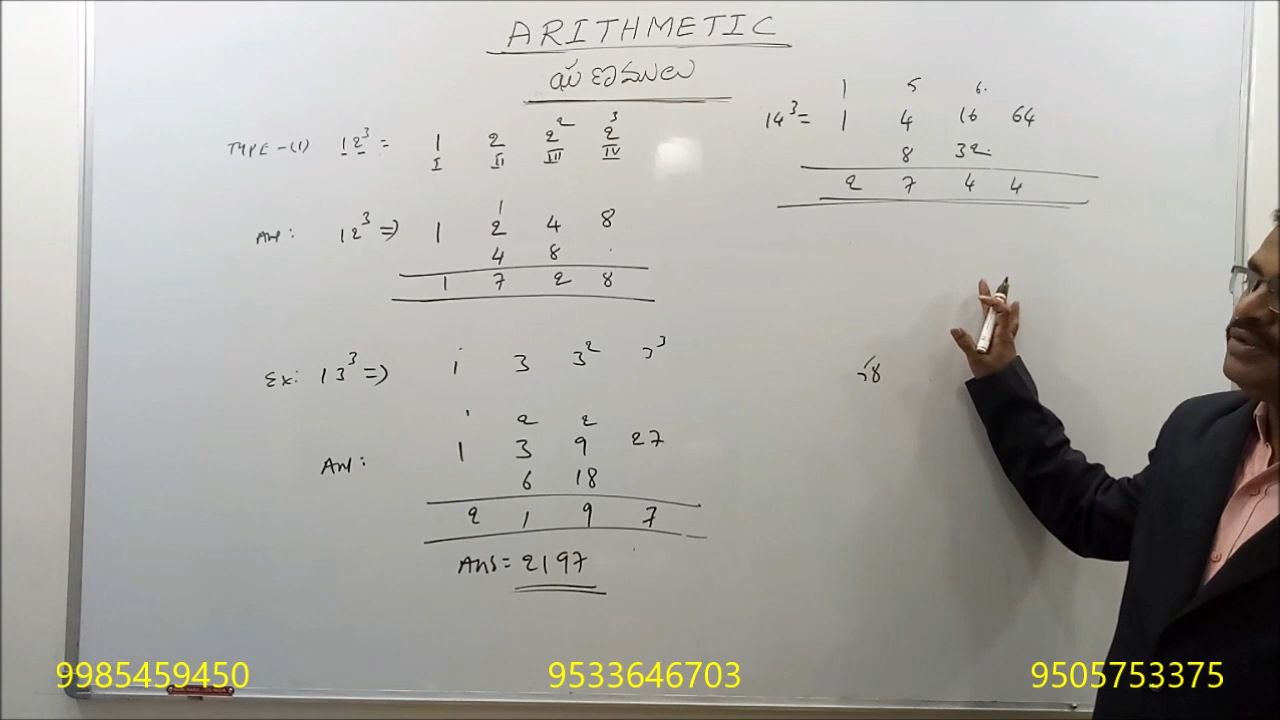 ARITHMETIC
ఘణములు
TYPE-(1) 12³ = 1 2 2² 2³
I II III IV
1
Ans: 12³ => 1 2 4 8
4 8
1 7 2 8
Ex: 13³ => 1 3 3² 3³
1 2 2
Ans: 1 3 9 27
6 18
2 1 9 7
Ans = 2197
1 5 6
14³ = 1 4 16 64
8 32
2 7 4 4
9985459450
9533646703
9505753375